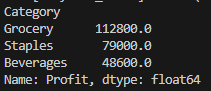 Category
Grocery      112800.0
Staples       79000.0
Beverages     48600.0
Name: Profit, dtype: float64